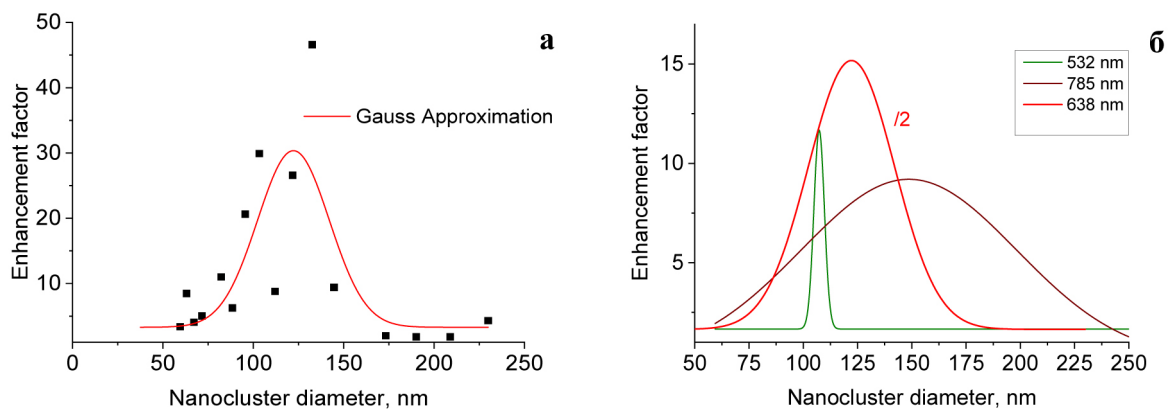 а
Enhancement factor
50
40
30
20
10
Gauss Approximation
0
50
100
150
200
250
Nanocluster diameter, nm
б
Enhancement factor
15
10
5
532 nm
785 nm
638 nm
/2
50
75
100
125
150
175
200
225
250
Nanocluster diameter, nm